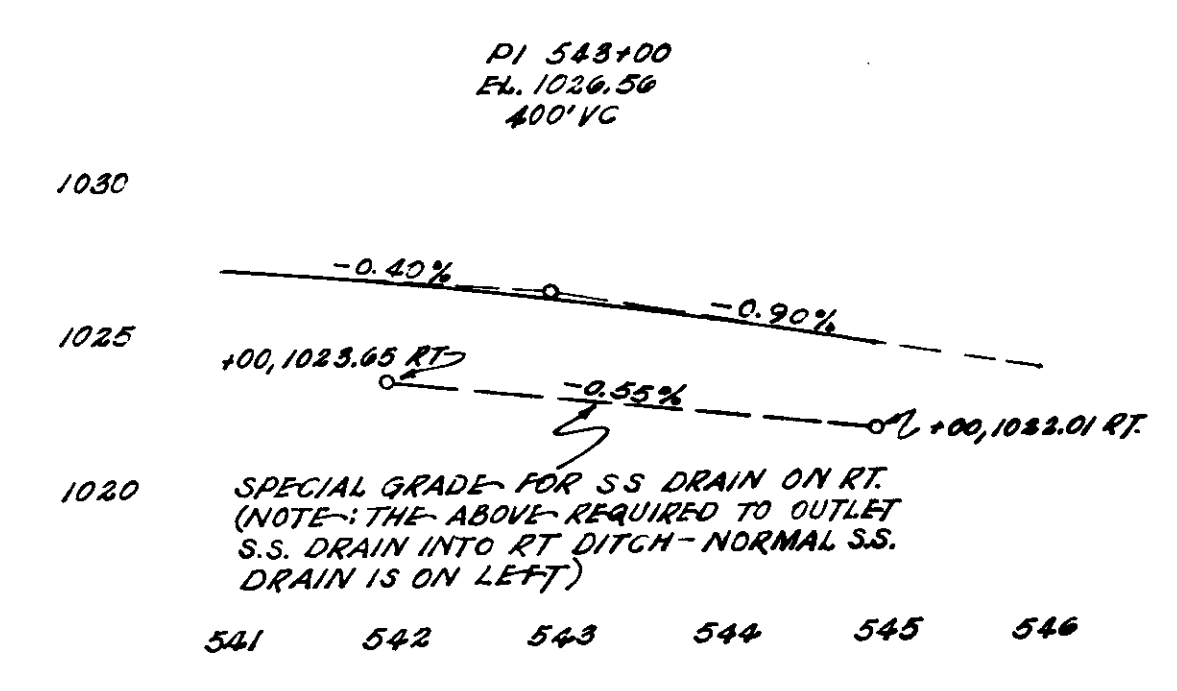 PI 543+00
EL. 1026.56
400' VC
1030
-0.40%
-0.90%
1025
+00, 1023.65 RT
-0.55%
+00, 1022.01 RT.
1020
SPECIAL GRADE FOR SS DRAIN ON RT.
(NOTE: THE ABOVE REQUIRED TO OUTLET
S.S. DRAIN INTO RT DITCH - NORMAL S.S.
DRAIN IS ON LEFT)
541 542 543 544 545 546